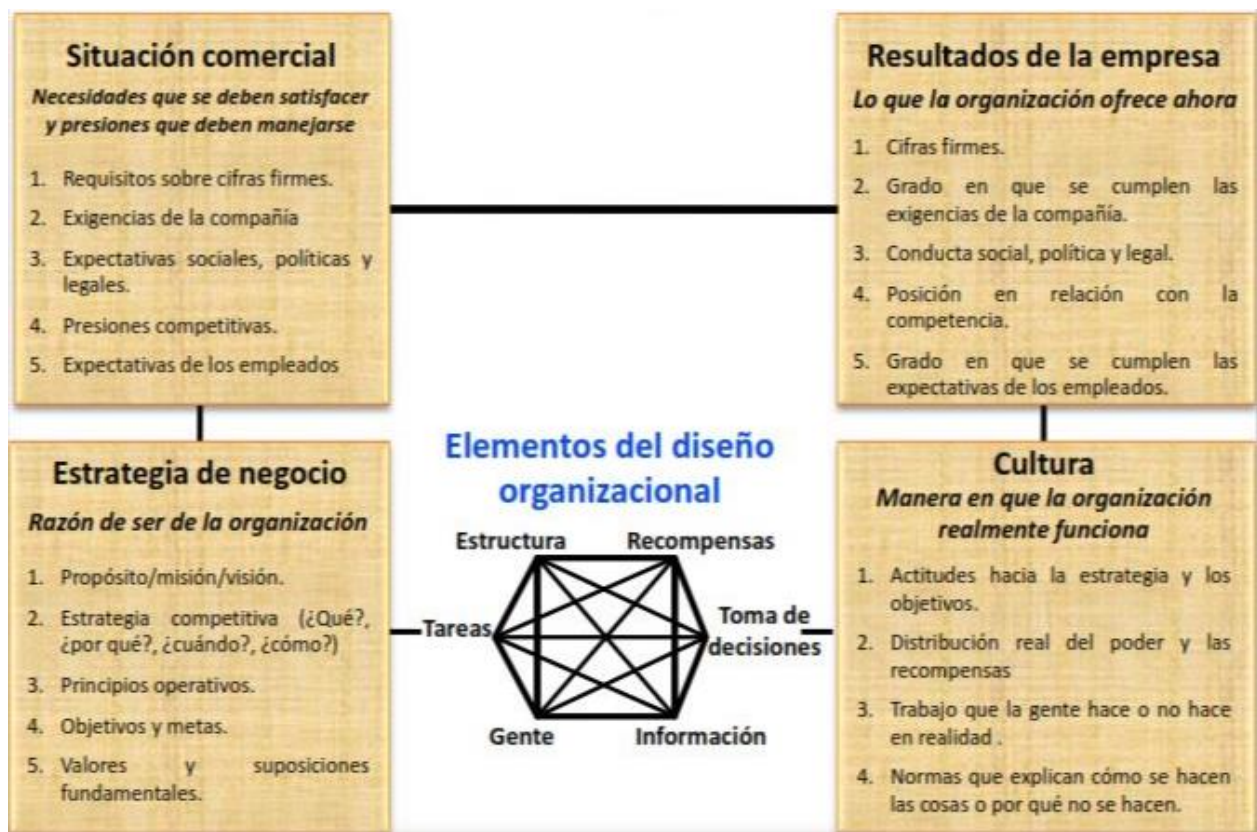 Situación comercial
Necesidades que se deben satisfacer
y presiones que deben manejarse
1. Requisitos sobre cifras firmes.
2. Exigencias de la compañía
3. Expectativas sociales, políticas y
legales.
4. Presiones competitivas.
5. Expectativas de los empleados
Resultados de la empresa
Lo que la organización ofrece ahora
1. Cifras firmes.
2. Grado en que se cumplen las
exigencias de la compañía.
3. Conducta social, política y legal.
4. Posición en relación con la
competencia.
5. Grado en que se cumplen las
expectativas de los empleados.
Estrategia de negocio
Razón de ser de la organización
1. Propósito/misión/visión.
2. Estrategia competitiva (¿Qué?,
¿por qué?, ¿cuándo?, ¿cómo?)
3. Principios operativos.
4. Objetivos y metas.
5. Valores y suposiciones
fundamentales.
Elementos del diseño
organizacional
Estructura
Recompensas
Tareas
Toma de
decisiones
Gente
Información
Cultura
Manera en que la organización
realmente funciona
1. Actitudes hacia la estrategia y los
objetivos.
2. Distribución real del poder y las
recompensas
3. Trabajo que la gente hace o no hace
en realidad .
4. Normas que explican cómo se hacen
las cosas o por qué no se hacen.